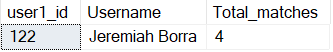 user1_id Username Total_matches
122 Jeremiah Borra 4